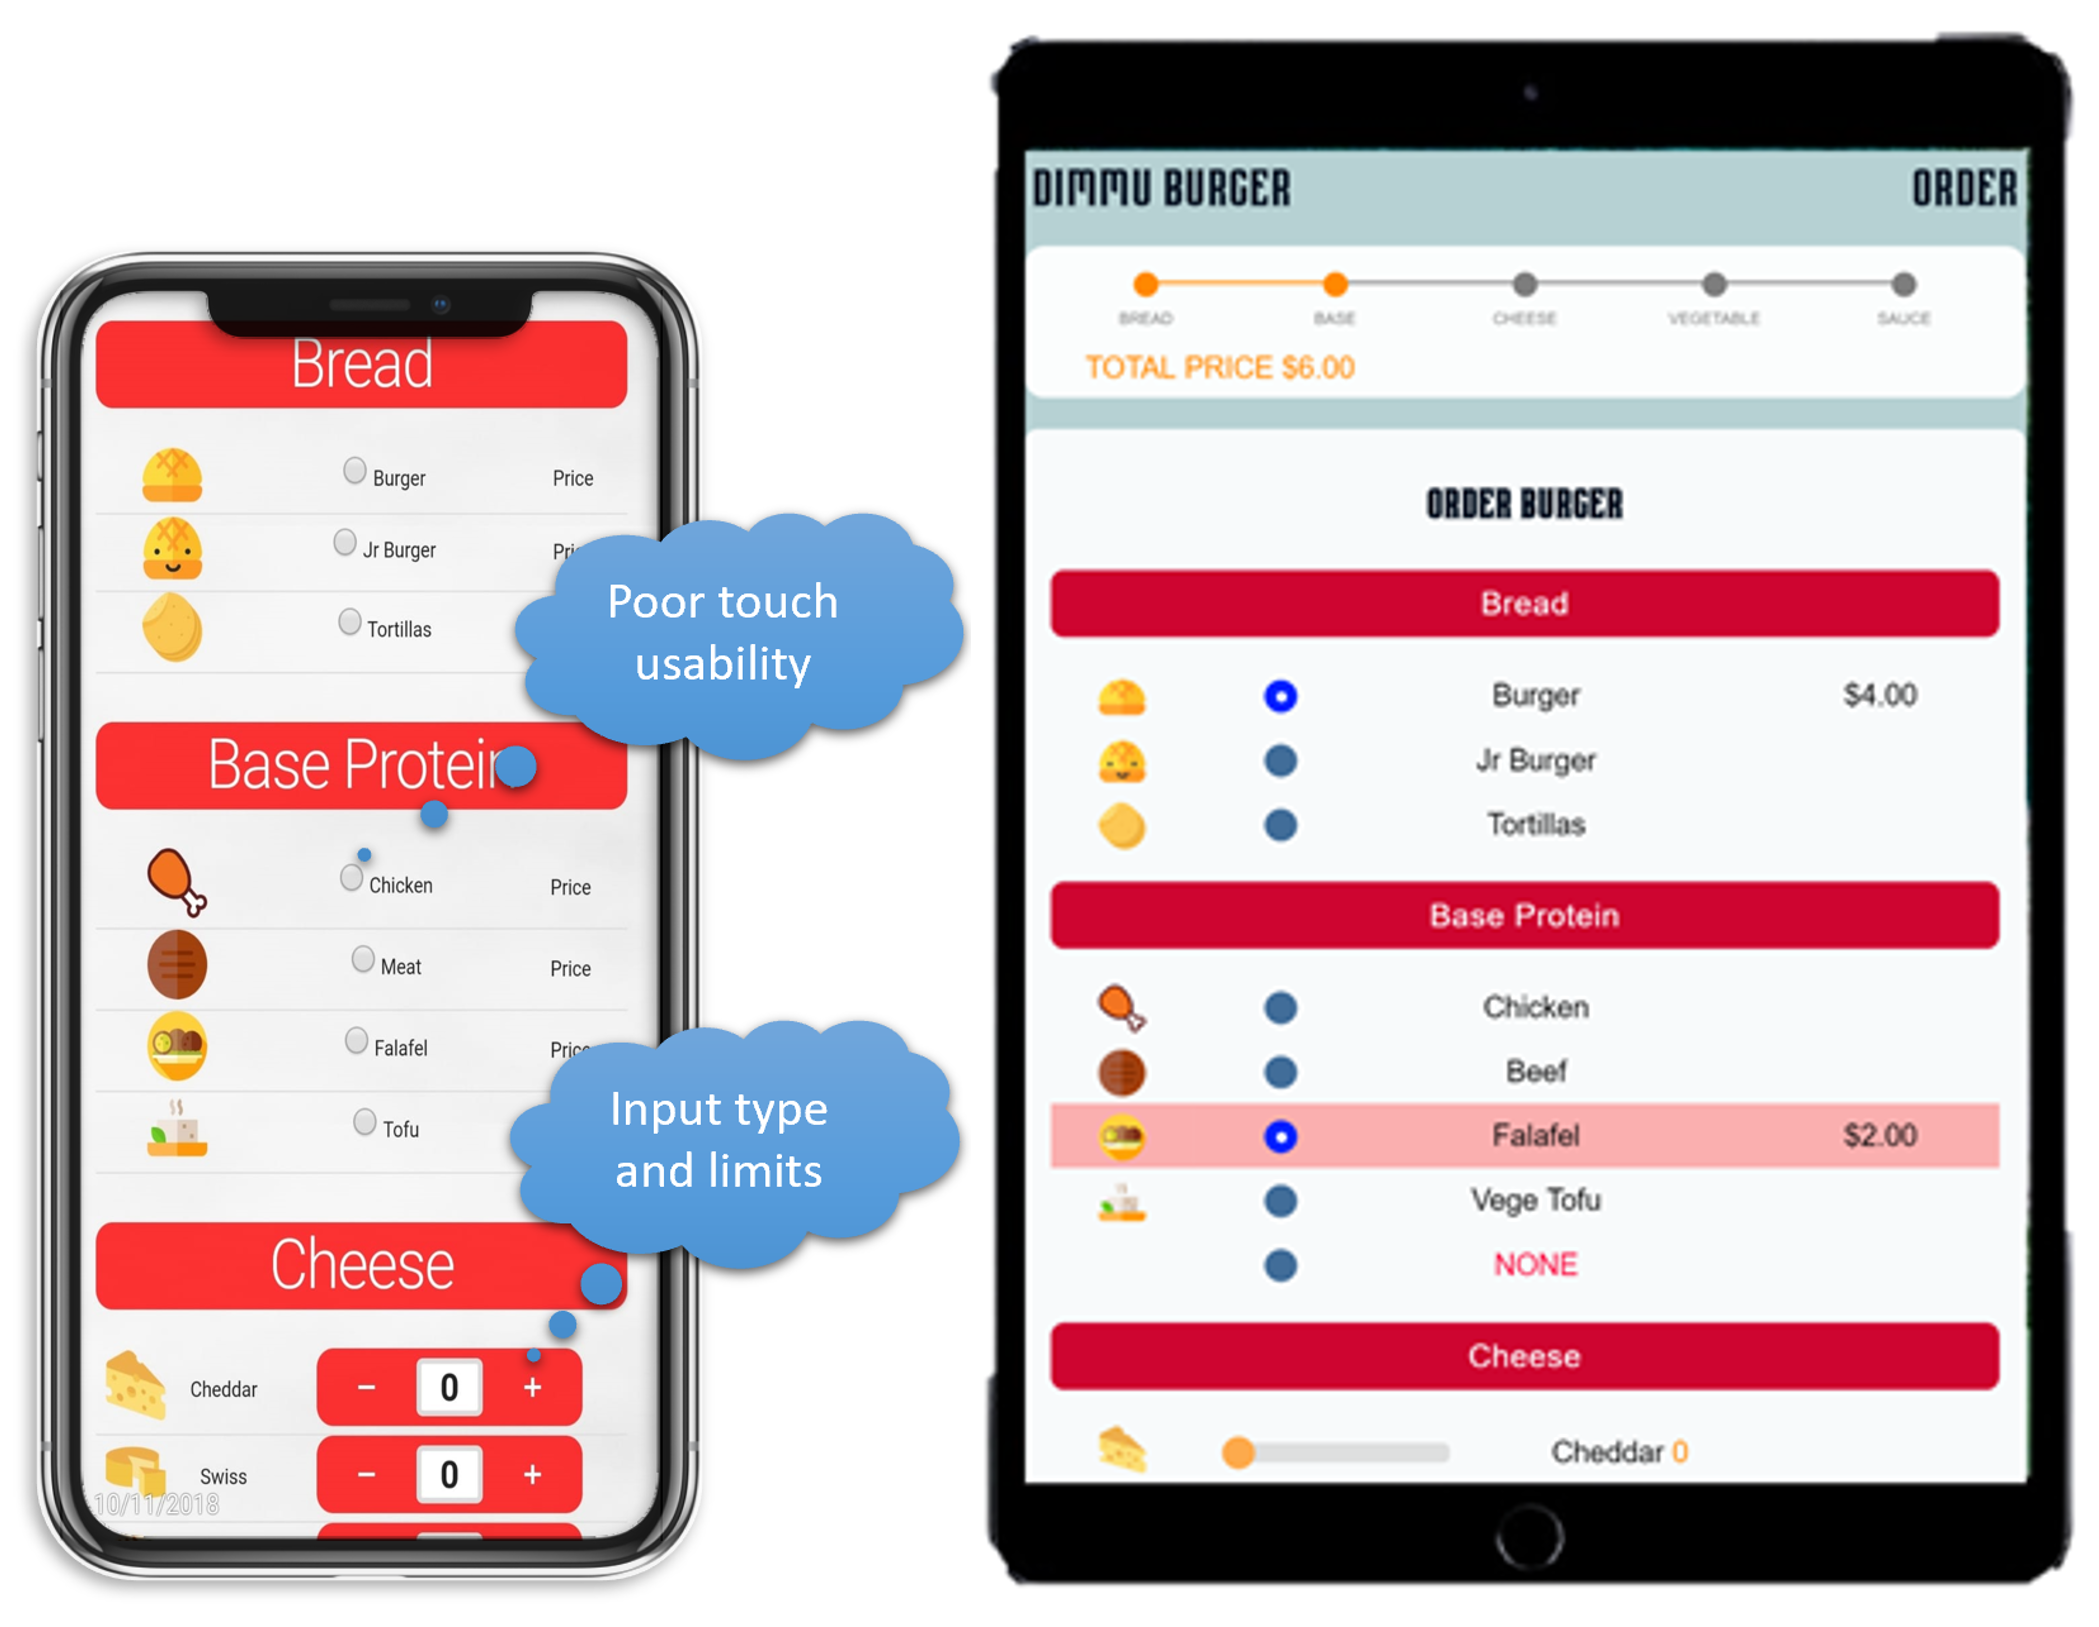 Bread
Burger Price
Jr Burger
Tortillas
Base Protein
Chicken Price
Meat Price
Falafel
Tofu
Cheese
Cheddar − 0 +
Swiss − 0 +
10/11/2018
Poor touch
usability
Input type
and limits
DIMMU BURGER ORDER
BREAD BASE CHEESE VEGETABLE SAUCE
TOTAL PRICE $6.00
ORDER BURGER
Bread
Burger $4.00
Jr Burger
Tortillas
Base Protein
Chicken
Beef
Falafel $2.00
Vege Tofu
NONE
Cheese
Cheddar 0